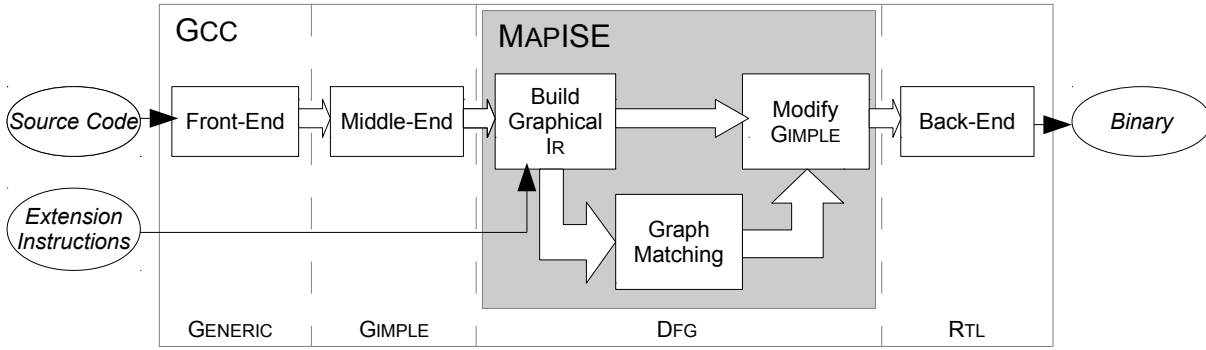 GCC
MAPISE
Source Code
Front-End
Middle-End
Build
Graphical
IR
Modify
GIMPLE
Back-End
Binary
Extension
Instructions
Graph
Matching
GENERIC
GIMPLE
DFG
RTL